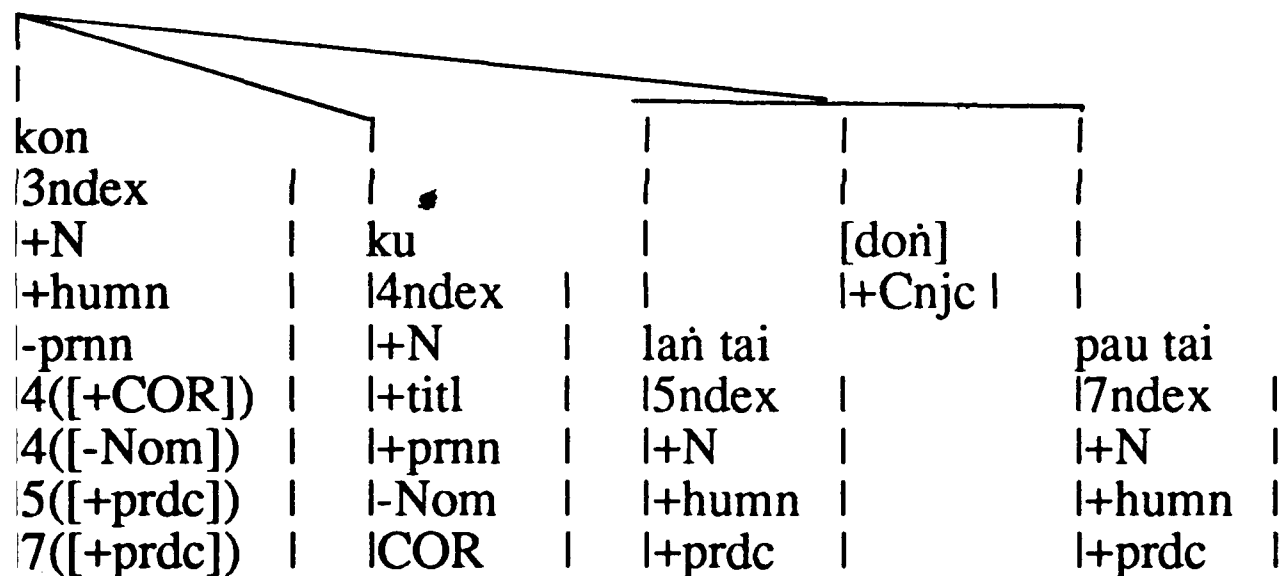 kon
3ndex
+N ku [doṅ]
+humn 4ndex +Cnjc
-prnn +N laṅ tai pau tai
4([+COR]) +titl 5ndex 7ndex
4([-Nom]) +prnn +N +N
5([+prdc]) -Nom +humn +humn
7([+prdc]) COR +prdc +prdc